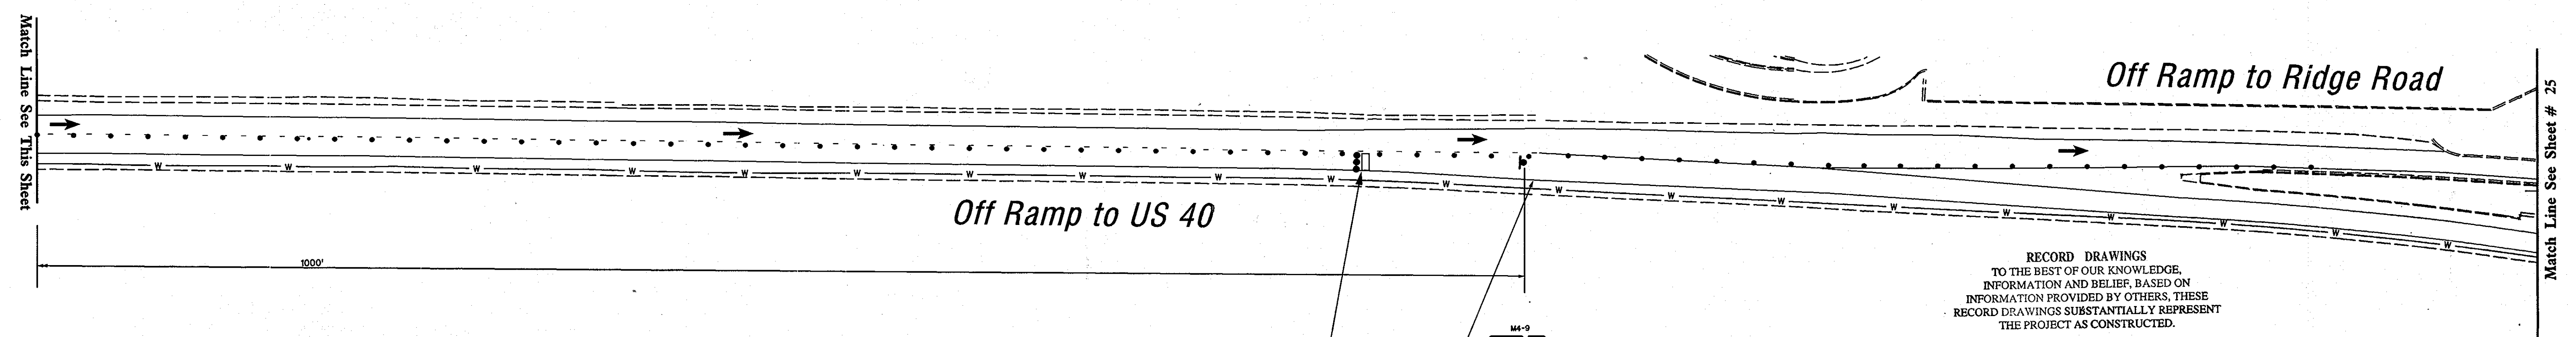 Match Line See This Sheet
Off Ramp to Ridge Road
Match Line See Sheet # 25
W W W W W W W W W W W W W W W W W W W
Off Ramp to US 40
1000'
RECORD DRAWINGS
TO THE BEST OF OUR KNOWLEDGE,
INFORMATION AND BELIEF, BASED ON
INFORMATION PROVIDED BY OTHERS, THESE
RECORD DRAWINGS SUBSTANTIALLY REPRESENT
THE PROJECT AS CONSTRUCTED.
M4-9